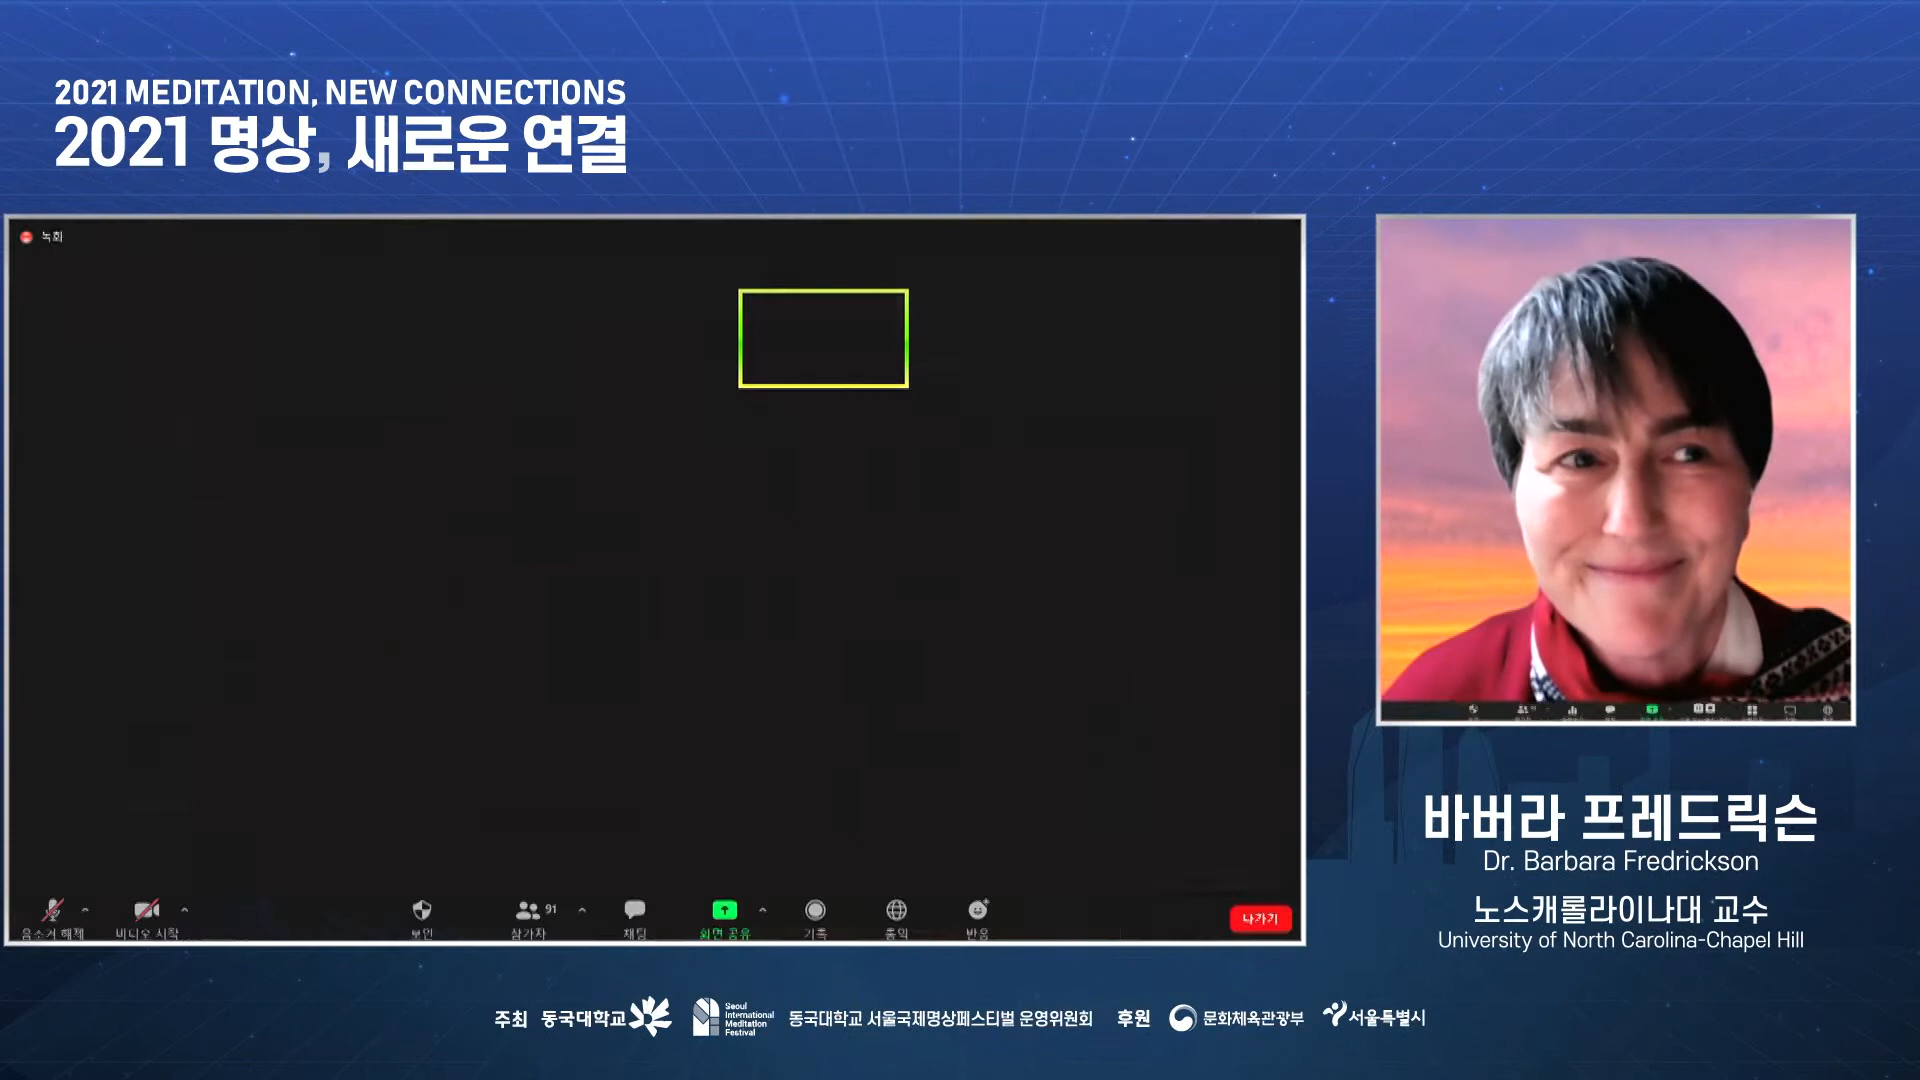 2021 MEDITATION, NEW CONNECTIONS
2021 명상, 새로운 연결
녹화
음소거 해제
비디오 시작
보안
참가자
91
채팅
화면 공유
기록
통역
반응
나가기
바버라 프레드릭슨
Dr. Barbara Fredrickson
노스캐롤라이나대 교수
University of North Carolina-Chapel Hill
주최 동국대학교
Seoul
International
Meditation
Festival
동국대학교 서울국제명상페스티벌 운영위원회
후원
문화체육관광부
서울특별시